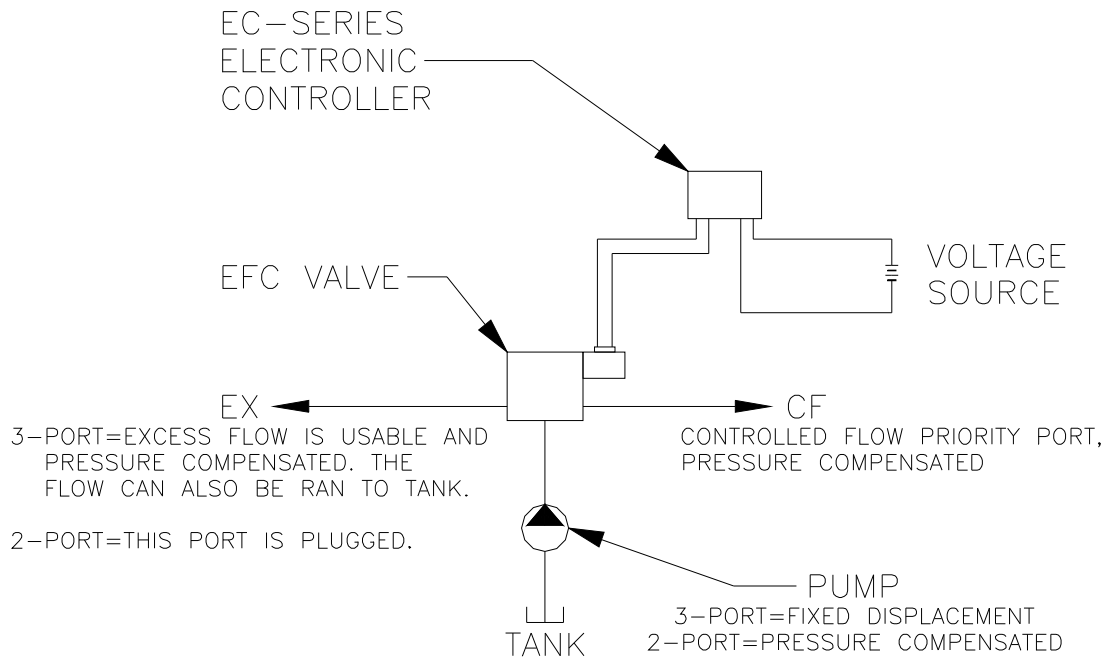 EC-SERIES
ELECTRONIC
CONTROLLER
EFC VALVE
VOLTAGE
SOURCE
EX
3-PORT=EXCESS FLOW IS USABLE AND
PRESSURE COMPENSATED. THE
FLOW CAN ALSO BE RAN TO TANK.
2-PORT=THIS PORT IS PLUGGED.
CF
CONTROLLED FLOW PRIORITY PORT,
PRESSURE COMPENSATED
PUMP
3-PORT=FIXED DISPLACEMENT
2-PORT=PRESSURE COMPENSATED
TANK